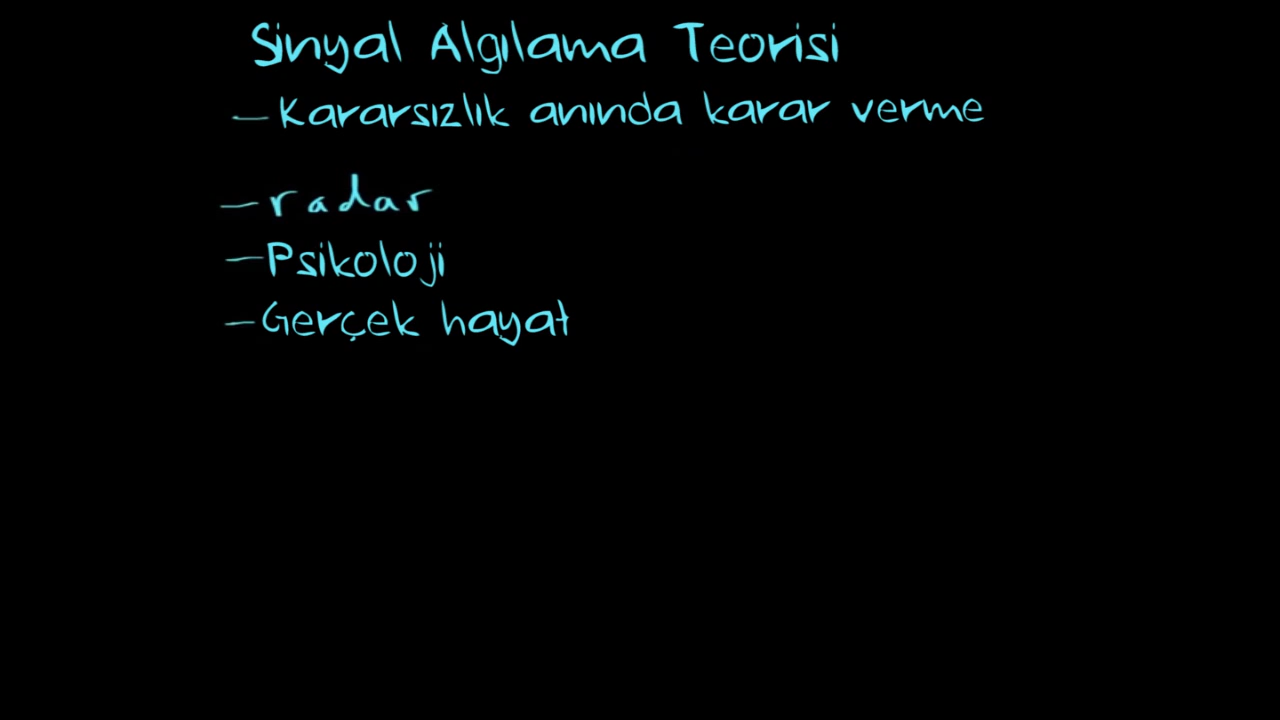 Sinyal Algılama Teorisi
- Kararsızlık anında karar verme
- radar
- Psikoloji
- Gerçek hayat